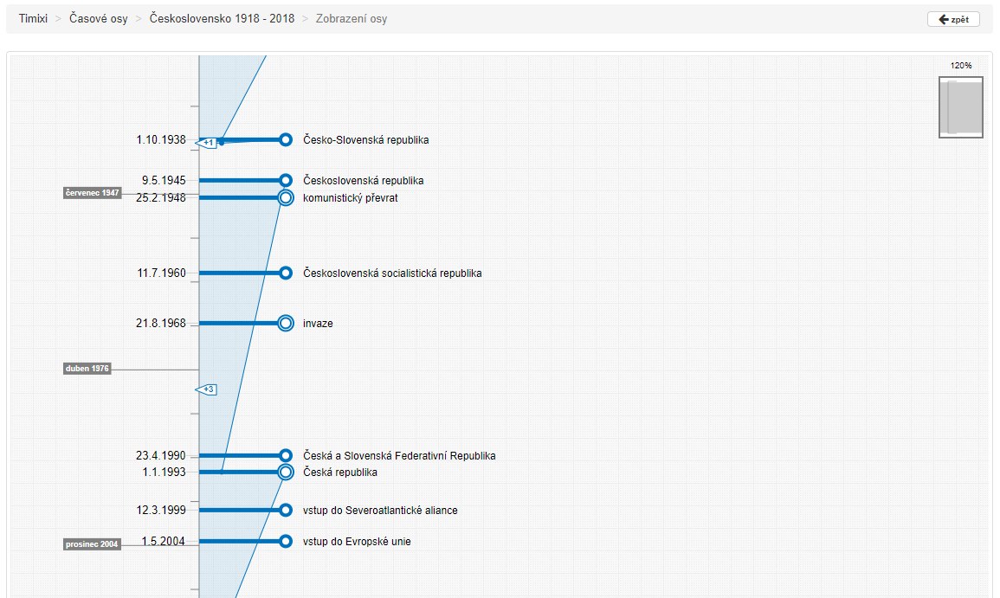 Timixi > Časové osy > Československo 1918 - 2018 > Zobrazení osy
zpět
120%
1.10.1938 +1 Česko-Slovenská republika
9.5.1945 Československá republika
červenec 1947
25.2.1948 komunistický převrat
11.7.1960 Československá socialistická republika
21.8.1968 invaze
duben 1976
+3
23.4.1990 Česká a Slovenská Federativní Republika
1.1.1993 Česká republika
12.3.1999 vstup do Severoatlantické aliance
1.5.2004 vstup do Evropské unie
prosinec 2004